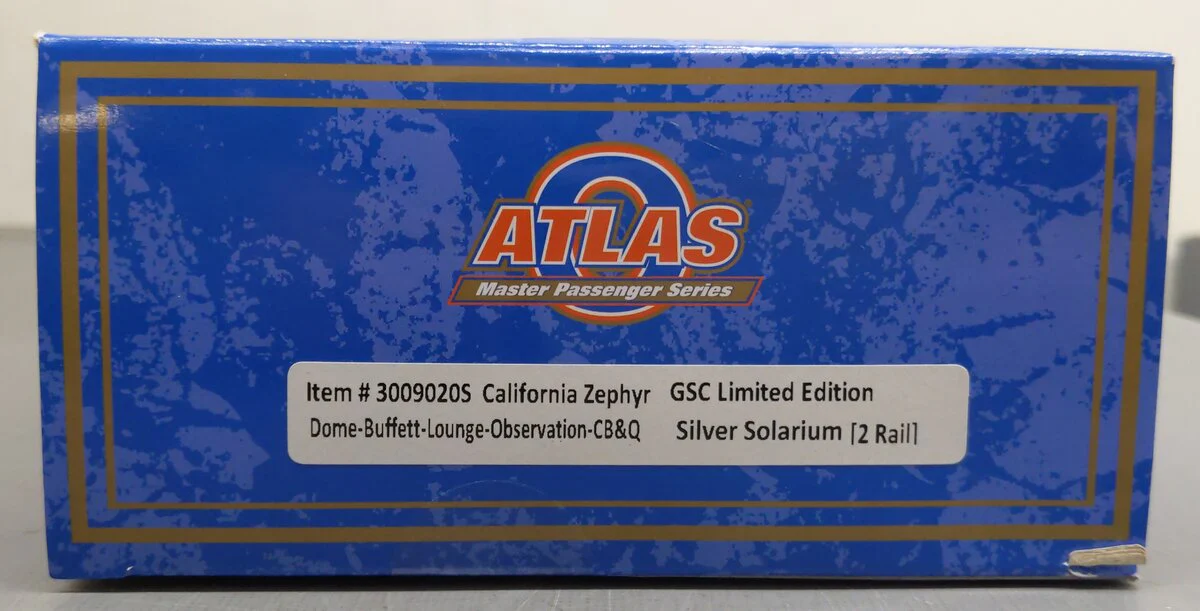 O
ATLAS
Master Passenger Series
Item # 3009020S California Zephyr GSC Limited Edition
Dome-Buffett-Lounge-Observation-CB&Q Silver Solarium [2 Rail]